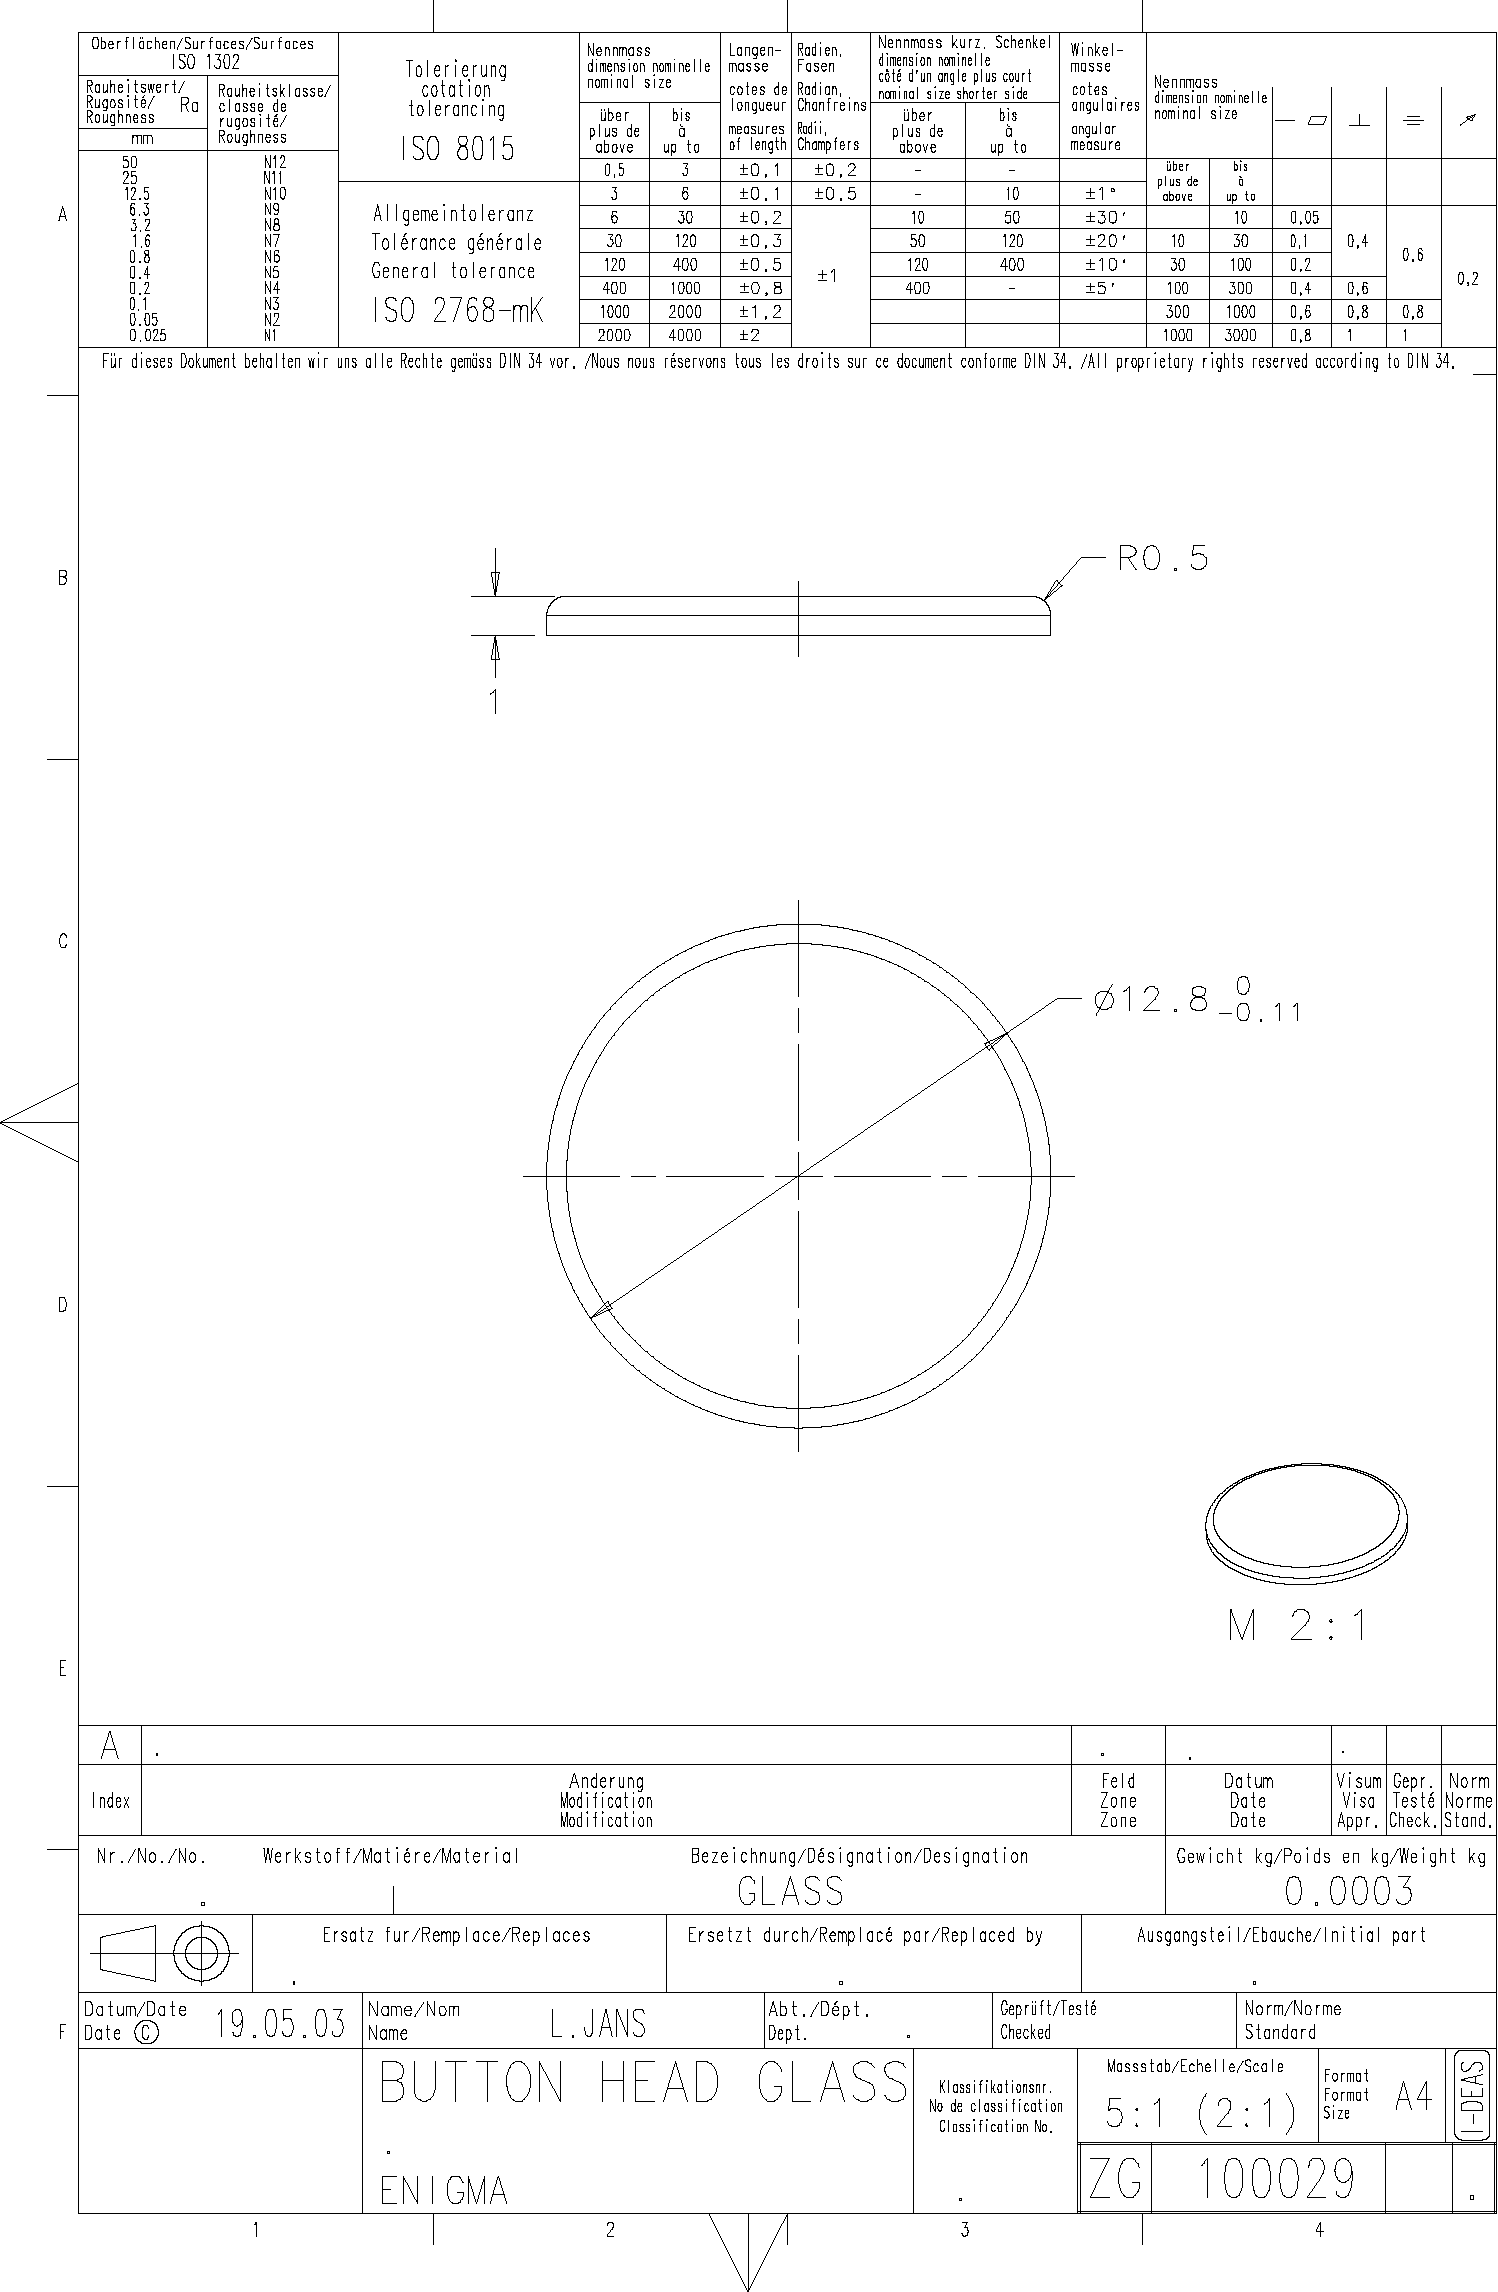 Oberflächen/Surfaces/Surfaces
ISO 1302
Rauheitswert/
Rugosité/ Ra
Roughness
mm
Rauheitsklasse/
classe de
rugosité/
Roughness
50 N12
25 N11
12.5 N10
6.3 N9
3.2 N8
1.6 N7
0.8 N6
0.4 N5
0.2 N4
0.1 N3
0.05 N2
0.025 N1
Tolerierung
cotation
tolerancing
ISO 8015
Allgemeintoleranz
Tolérance générale
General tolerance
ISO 2768-mK
Nennmass
dimension nominelle
nominal size
über
plus de
above
bis
à
up to
Langen-
masse
cotes de
longueur
measures
of length
Radien,
Fasen
Radian,
Chanfreins
Radii,
Champfers
Nennmass kurz. Schenkel
dimension nominelle
côté d'un angle plus court
nominal size shorter side
über
plus de
above
bis
à
up to
Winkel-
masse
cotes
angulaires
angular
measure
Nennmass
dimension nominelle
nominal size
über
plus de
above
bis
à
up to
0,5 3 ±0,1 ±0,2 - -
3 6 ±0,1 ±0,5 - 10 ±1°
6 30 ±0,2 10 50 ±30' 10 0,05
30 120 ±0,3 50 120 ±20' 10 30 0,1 0,4
120 400 ±0,5 ±1 120 400 ±10' 30 100 0,2 0,6
400 1000 ±0,8 400 - ±5' 100 300 0,4 0,6 0,2
1000 2000 ±1,2 300 1000 0,6 0,8 0,8
2000 4000 ±2 1000 3000 0,8 1 1
Für dieses Dokument behalten wir uns alle Rechte gemäss DIN 34 vor. /Nous nous réservons tous les droits sur ce document conforme DIN 34. /All proprietary rights reserved according to DIN 34.
A
B
C
D
E
F
R0.5
1
ø12.8 0
-0.11
M 2:1
A . . . .
Index
Anderung
Modification
Modification
Feld
Zone
Zone
Datum
Date
Date
Visum
Visa
Appr.
Gepr.
Testé
Check.
Norm
Norme
Stand.
Nr./No./No. Werkstoff/Matiére/Material
.
Bezeichnung/Désignation/Designation
GLASS
Gewicht kg/Poids en kg/Weight kg
0.0003
Ersatz fur/Remplace/Replaces
.
Ersetzt durch/Remplacé par/Replaced by
.
Ausgangsteil/Ebauche/Initial part
.
Datum/Date
Date © 19.05.03
Name/Nom
Name L.JANS
Abt./Dépt.
Dept. .
Geprüft/Testé
Checked
Norm/Norme
Standard
BUTTON HEAD GLASS
.
ENIGMA
Klassifikationsnr.
No de classification
Classification No.
.
Massstab/Echelle/Scale
5:1 (2:1)
Format
Format
Size
A4
I-DEAS
ZG 100029 .
1 2 3 4